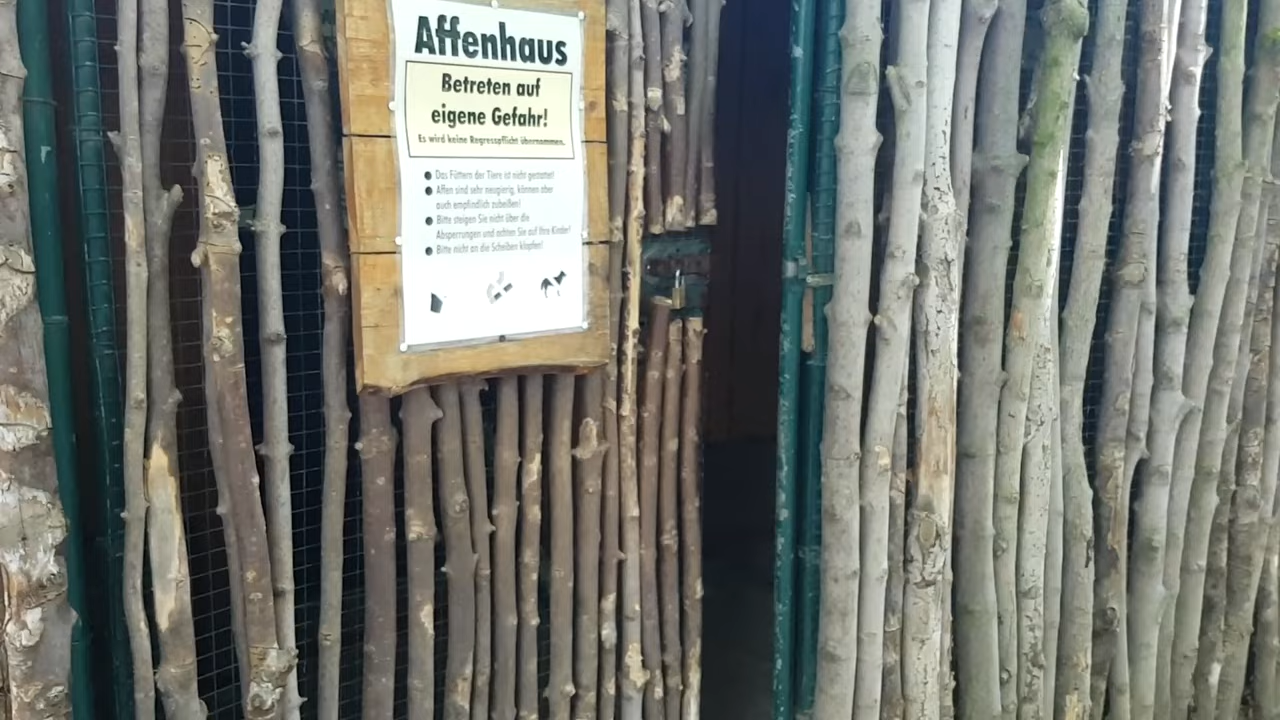 Affenhaus
Betreten auf
eigene Gefahr!
Es wird keine Regresspflicht übernommen.
Das Füttern der Tiere ist nicht gestattet!
Affen sind sehr neugierig, können aber
auch empfindlich zubeißen!
Bitte steigen Sie nicht über die
Absperrungen und achten Sie auf Ihre Kinder!
Bitte nicht an die Scheiben klopfen!